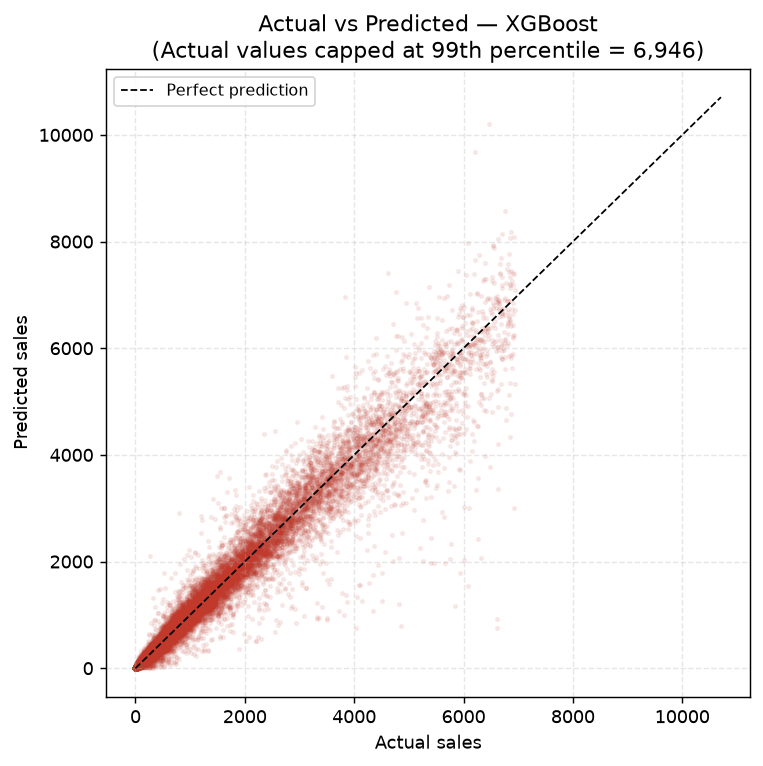 Actual vs Predicted — XGBoost
(Actual values capped at 99th percentile = 6,946)
Perfect prediction
10000
8000
6000
4000
2000
0
Predicted sales
0 2000 4000 6000 8000 10000
Actual sales